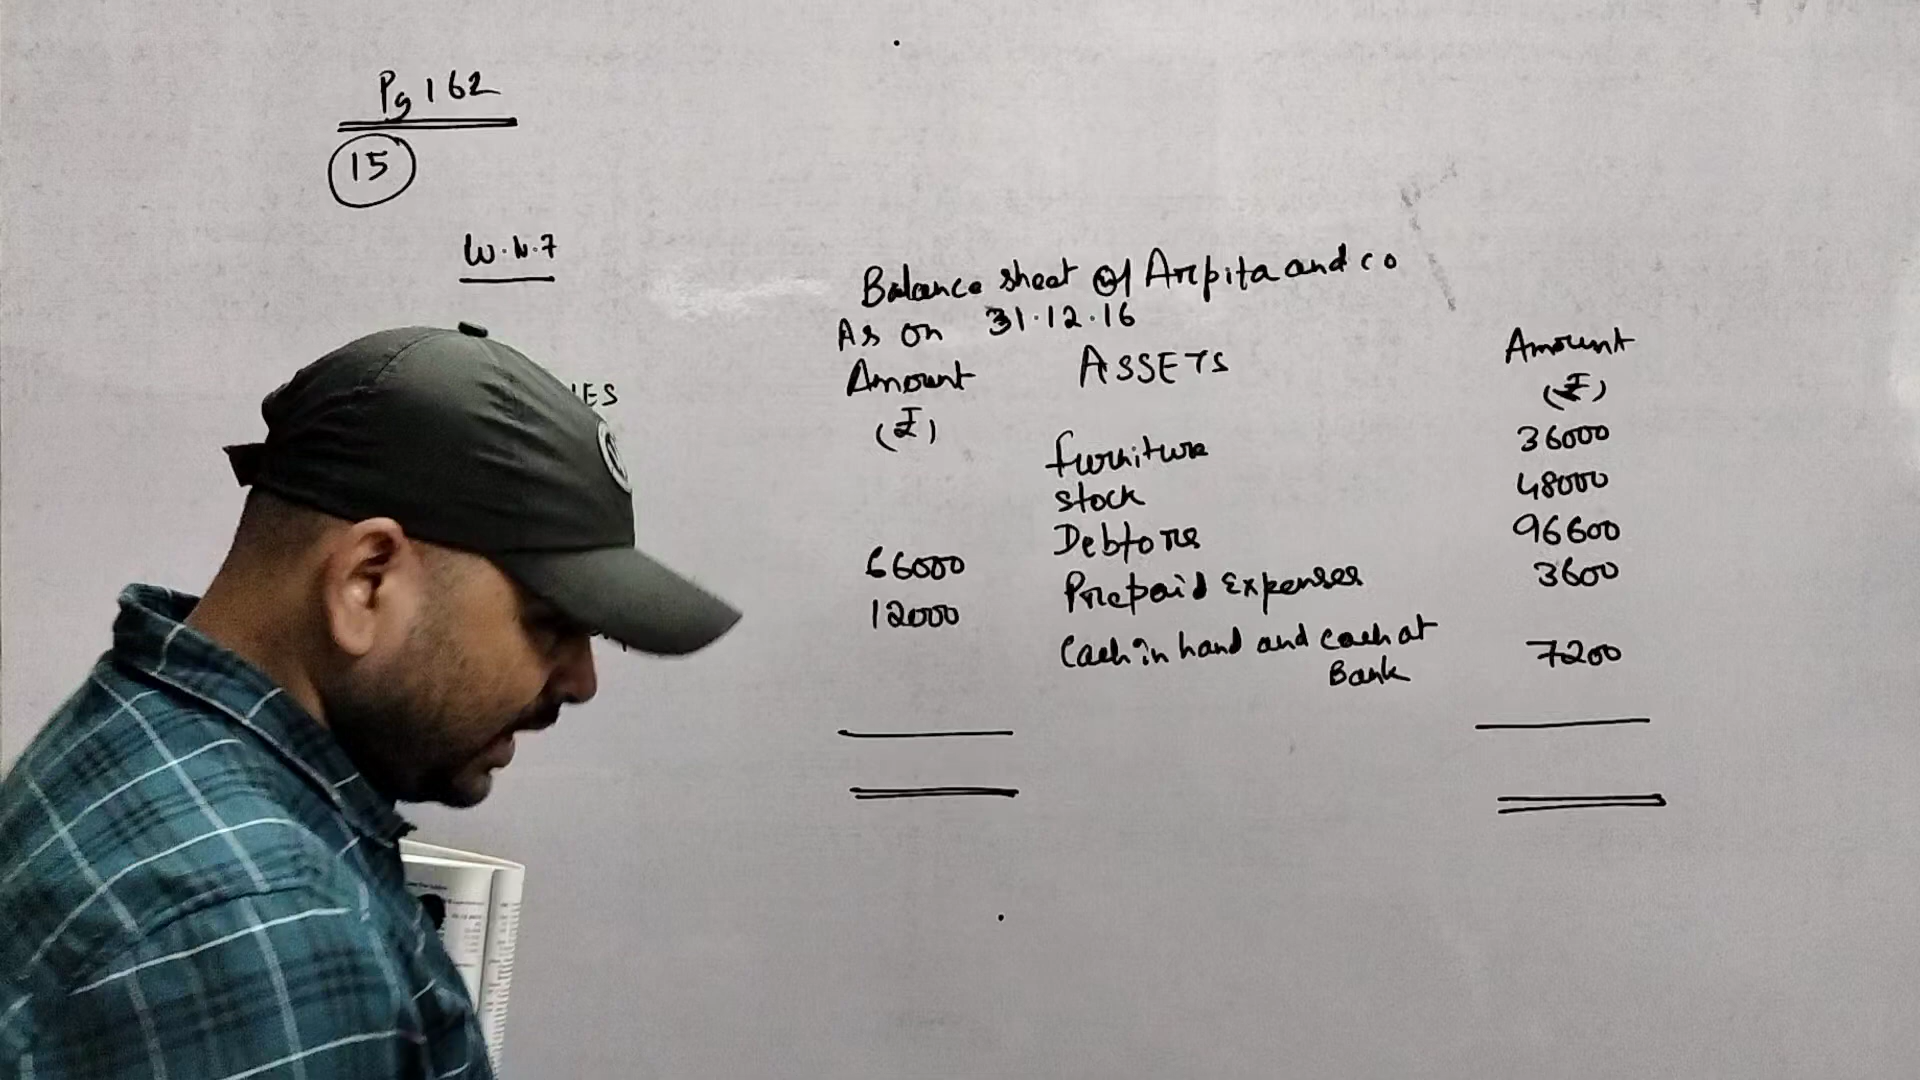 Pg 162
15
W.N.7
Balance sheet of Arpita and co
As on 31.12.16
IES
Amount
(₹)
ASSETS
Amount
(₹)
Furniture 36000
Stock 48000
Debtors 96600
66000 Prepaid Expenses 3600
12000 Cash in hand and cash at
Bank 7200